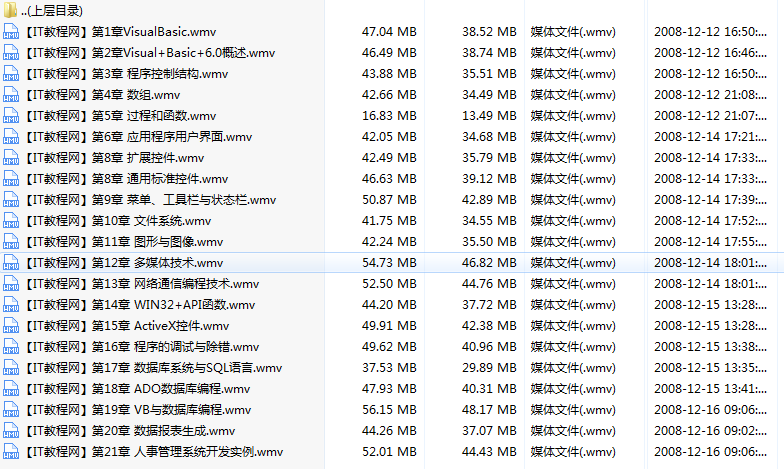 ..(上层目录)
【IT教程网】第1章VisualBasic.wmv 47.04 MB 38.52 MB 媒体文件(.wmv) 2008-12-12 16:50:...
【IT教程网】第2章Visual+Basic+6.0概述.wmv 46.49 MB 38.74 MB 媒体文件(.wmv) 2008-12-12 16:46:...
【IT教程网】第3章 程序控制结构.wmv 43.88 MB 35.51 MB 媒体文件(.wmv) 2008-12-12 16:50:...
【IT教程网】第4章 数组.wmv 42.66 MB 34.49 MB 媒体文件(.wmv) 2008-12-12 21:08:...
【IT教程网】第5章 过程和函数.wmv 16.83 MB 13.49 MB 媒体文件(.wmv) 2008-12-12 21:07:...
【IT教程网】第6章 应用程序用户界面.wmv 42.05 MB 34.68 MB 媒体文件(.wmv) 2008-12-14 17:21:...
【IT教程网】第8章 扩展控件.wmv 42.49 MB 35.79 MB 媒体文件(.wmv) 2008-12-14 17:33:...
【IT教程网】第8章 通用标准控件.wmv 46.63 MB 39.12 MB 媒体文件(.wmv) 2008-12-14 17:33:...
【IT教程网】第9章 菜单、工具栏与状态栏.wmv 50.87 MB 42.89 MB 媒体文件(.wmv) 2008-12-14 17:39:...
【IT教程网】第10章 文件系统.wmv 41.75 MB 34.55 MB 媒体文件(.wmv) 2008-12-14 17:52:...
【IT教程网】第11章 图形与图像.wmv 42.24 MB 35.50 MB 媒体文件(.wmv) 2008-12-14 17:55:...
【IT教程网】第12章 多媒体技术.wmv 54.73 MB 46.82 MB 媒体文件(.wmv) 2008-12-14 18:01:...
【IT教程网】第13章 网络通信编程技术.wmv 52.50 MB 44.76 MB 媒体文件(.wmv) 2008-12-14 18:01:...
【IT教程网】第14章 WIN32+API函数.wmv 44.20 MB 37.72 MB 媒体文件(.wmv) 2008-12-15 13:28:...
【IT教程网】第15章 ActiveX控件.wmv 49.91 MB 42.38 MB 媒体文件(.wmv) 2008-12-15 13:28:...
【IT教程网】第16章 程序的调试与除错.wmv 49.62 MB 40.96 MB 媒体文件(.wmv) 2008-12-15 13:38:...
【IT教程网】第17章 数据库系统与SQL语言.wmv 37.53 MB 29.89 MB 媒体文件(.wmv) 2008-12-15 13:35:...
【IT教程网】第18章 ADO数据库编程.wmv 47.93 MB 40.31 MB 媒体文件(.wmv) 2008-12-15 13:41:...
【IT教程网】第19章 VB与数据库编程.wmv 56.15 MB 48.17 MB 媒体文件(.wmv) 2008-12-16 09:06:...
【IT教程网】第20章 数据报表生成.wmv 44.26 MB 37.07 MB 媒体文件(.wmv) 2008-12-16 09:02:...
【IT教程网】第21章 人事管理系统开发实例.wmv 52.01 MB 44.43 MB 媒体文件(.wmv) 2008-12-16 09:06:...